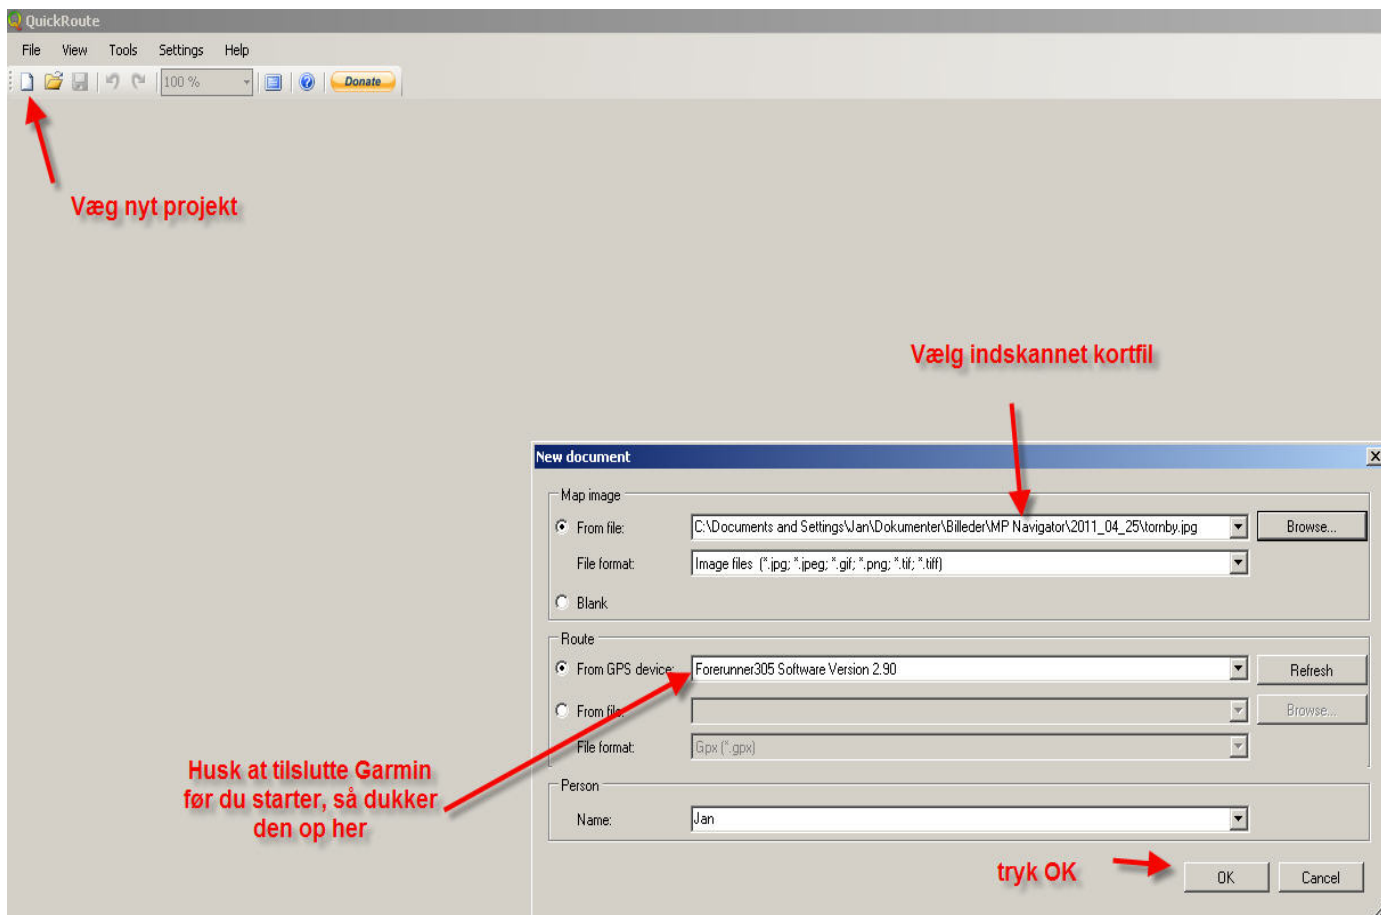 QuickRoute
File View Tools Settings Help
100 % Donate
Væg nyt projekt
Vælg indskannet kortfil
New document
Map image
From file: C:\Documents and Settings\Jan\Dokumenter\Billeder\MP Navigator\2011_04_25\tornby.jpg Browse...
File format: Image files (*.jpg; *.jpeg; *.gif; *.png; *.tif; *.tiff)
Blank
Route
From GPS device: Forerunner305 Software Version 2.90 Refresh
From file: Browse...
File format: Gpx (*.gpx)
Husk at tilslutte Garmin
før du starter, så dukker
den op her
Person
Name: Jan
tryk OK
OK Cancel